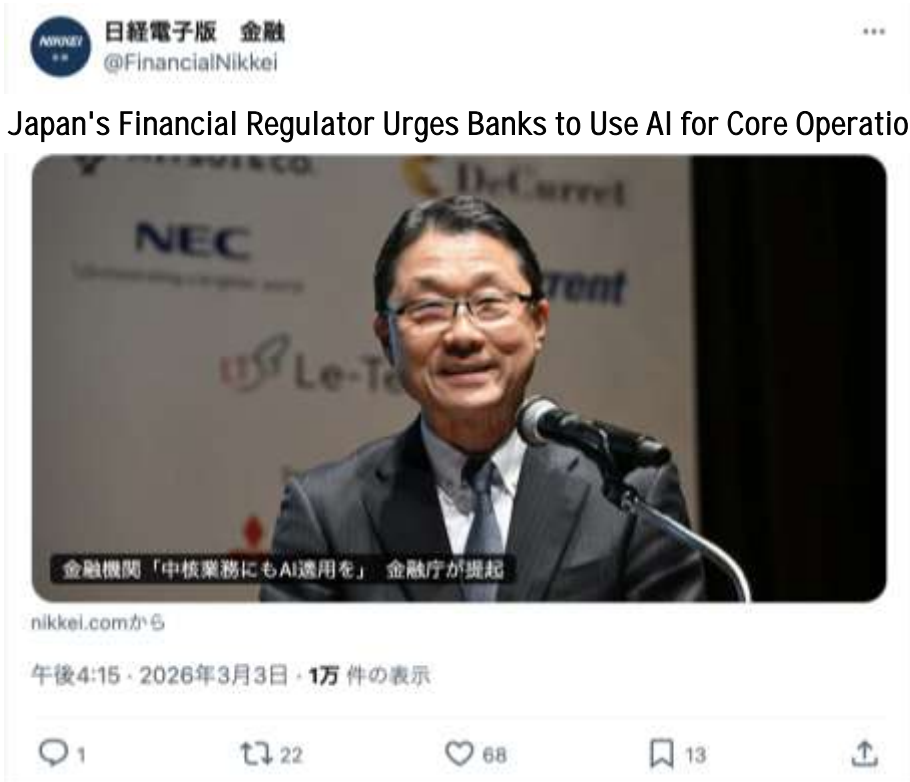 NIKKEI
日経電子版 金融
@FinancialNikkei
Japan's Financial Regulator Urges Banks to Use AI for Core Operatio
& CO.
DeCurret
NEC
rent
Le-Te
金融機関「中核業務にもAI適用を」 金融庁が提起
nikkei.comから
午後4:15 · 2026年3月3日 · 1万 件の表示
1 22 68 13